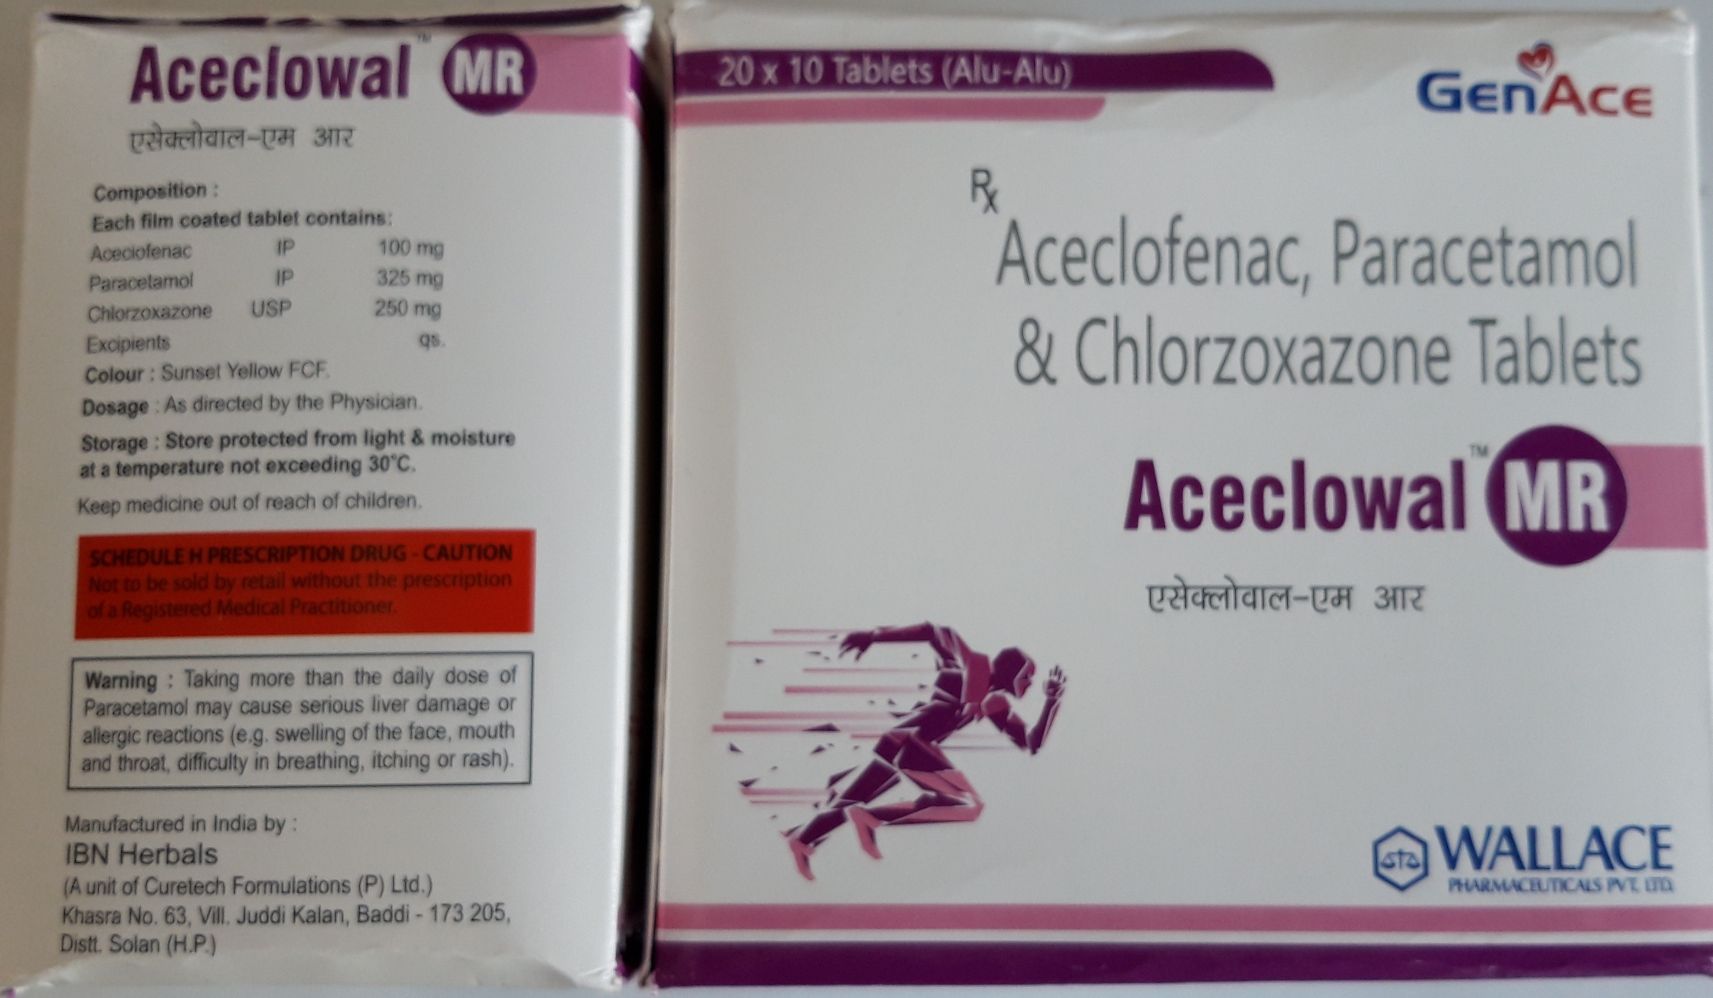 Aceclowal™ MR
एसेक्लोवाल-एम आर
Composition :
Each film coated tablet contains:
Aceclofenac IP 100 mg
Paracetamol IP 325 mg
Chlorzoxazone USP 250 mg
Excipients qs.
Colour : Sunset Yellow FCF.
Dosage : As directed by the Physician.
Storage : Store protected from light & moisture
at a temperature not exceeding 30°C.
Keep medicine out of reach of children.
SCHEDULE H PRESCRIPTION DRUG - CAUTION
Not to be sold by retail without the prescription
of a Registered Medical Practitioner.
Warning : Taking more than the daily dose of
Paracetamol may cause serious liver damage or
allergic reactions (e.g. swelling of the face, mouth
and throat, difficulty in breathing, itching or rash).
Manufactured in India by :
IBN Herbals
(A unit of Curetech Formulations (P) Ltd.)
Khasra No. 63, Vill. Juddi Kalan, Baddi - 173 205,
Distt. Solan (H.P.)
20 x 10 Tablets (Alu-Alu)
GenAce
Rx
Aceclofenac, Paracetamol
& Chlorzoxazone Tablets
Aceclowal™ MR
एसेक्लोवाल-एम आर
WALLACE
PHARMACEUTICALS PVT. LTD.